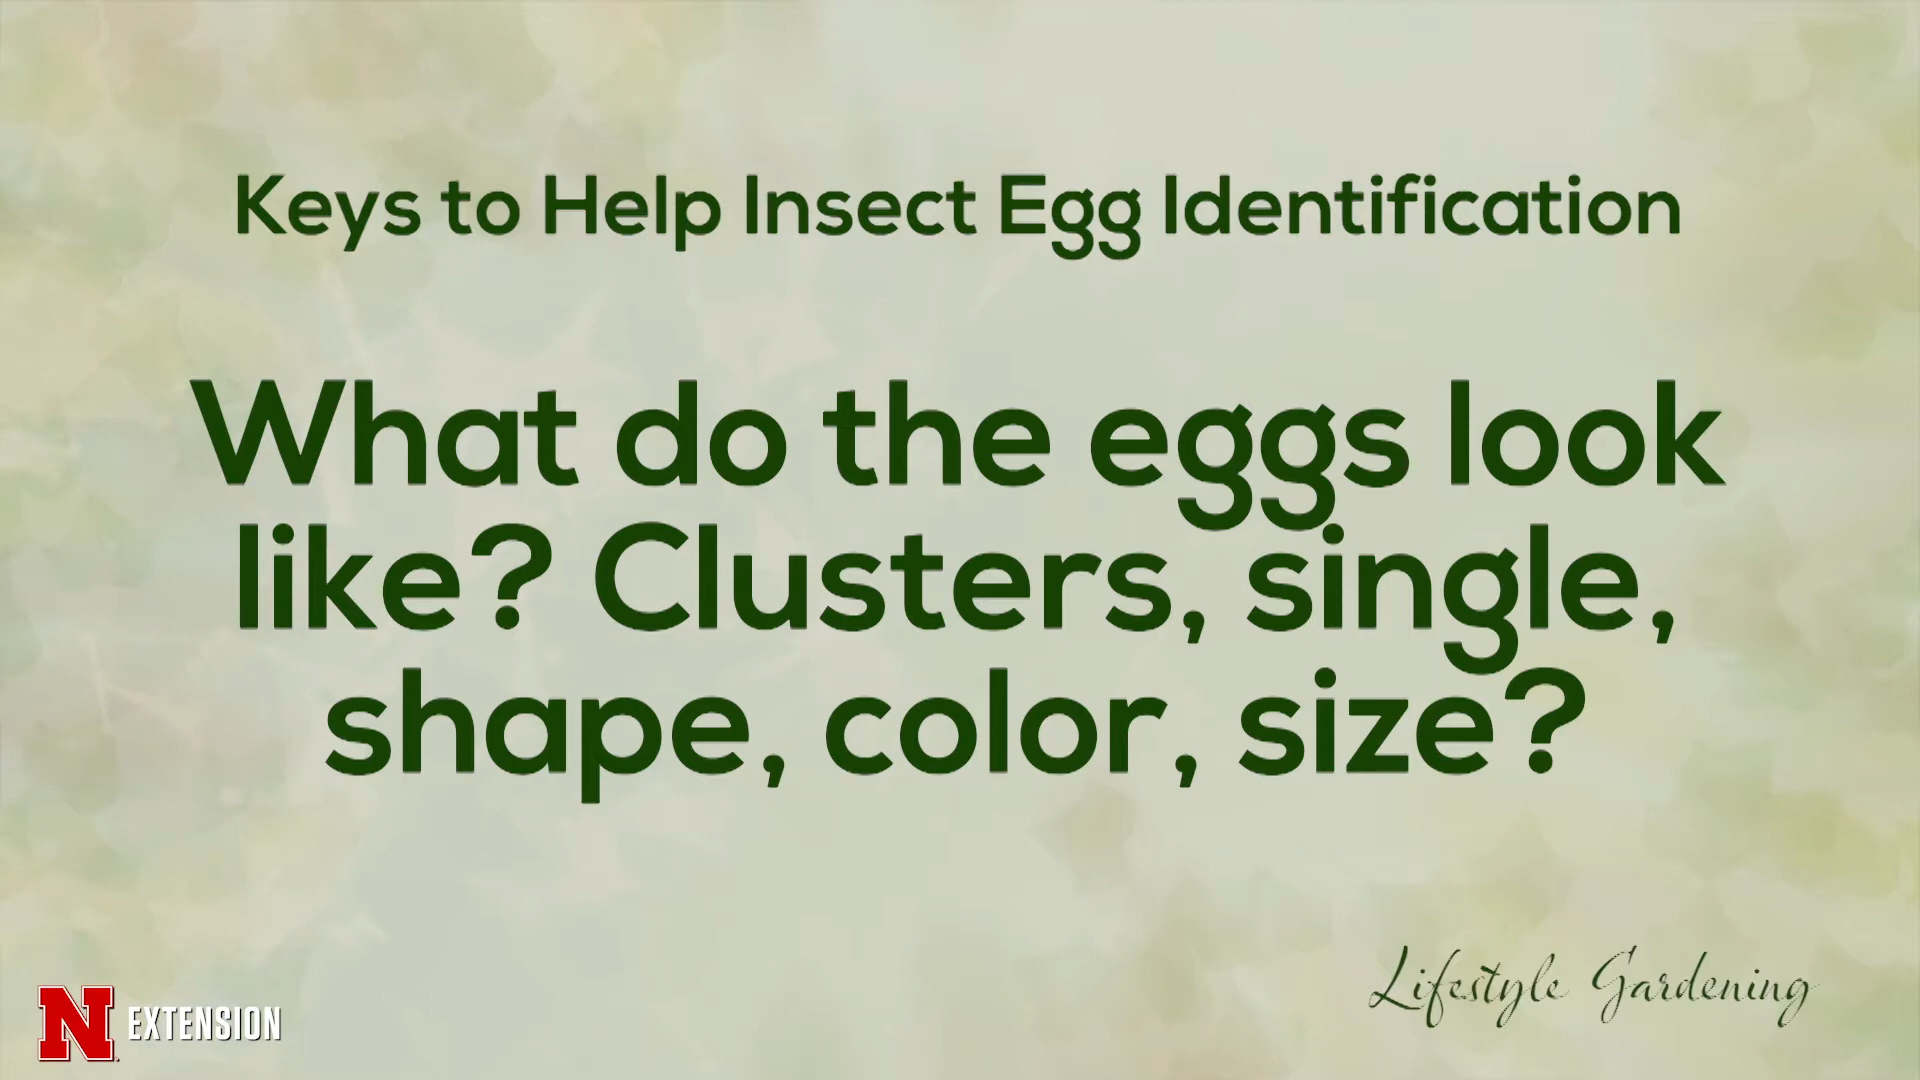 Keys to Help Insect Egg Identification
What do the eggs look
like? Clusters, single,
shape, color, size?
Lifestyle Gardening
N EXTENSION